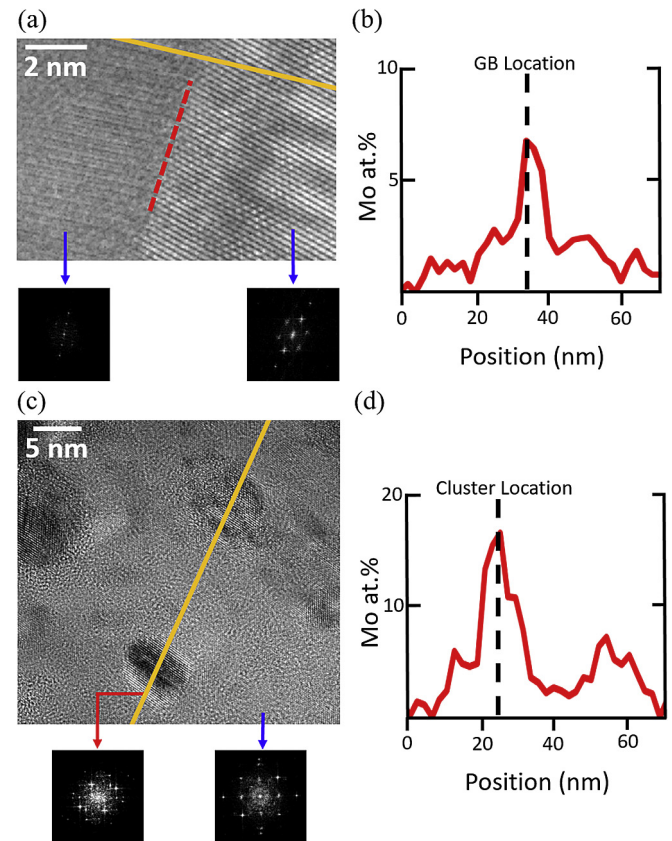 (a)
2 nm
(b)
GB Location
10
5
Mo at.%
0
20
40
60
Position (nm)
(c)
5 nm
(d)
Cluster Location
20
10
Mo at.%
0
20
40
60
Position (nm)